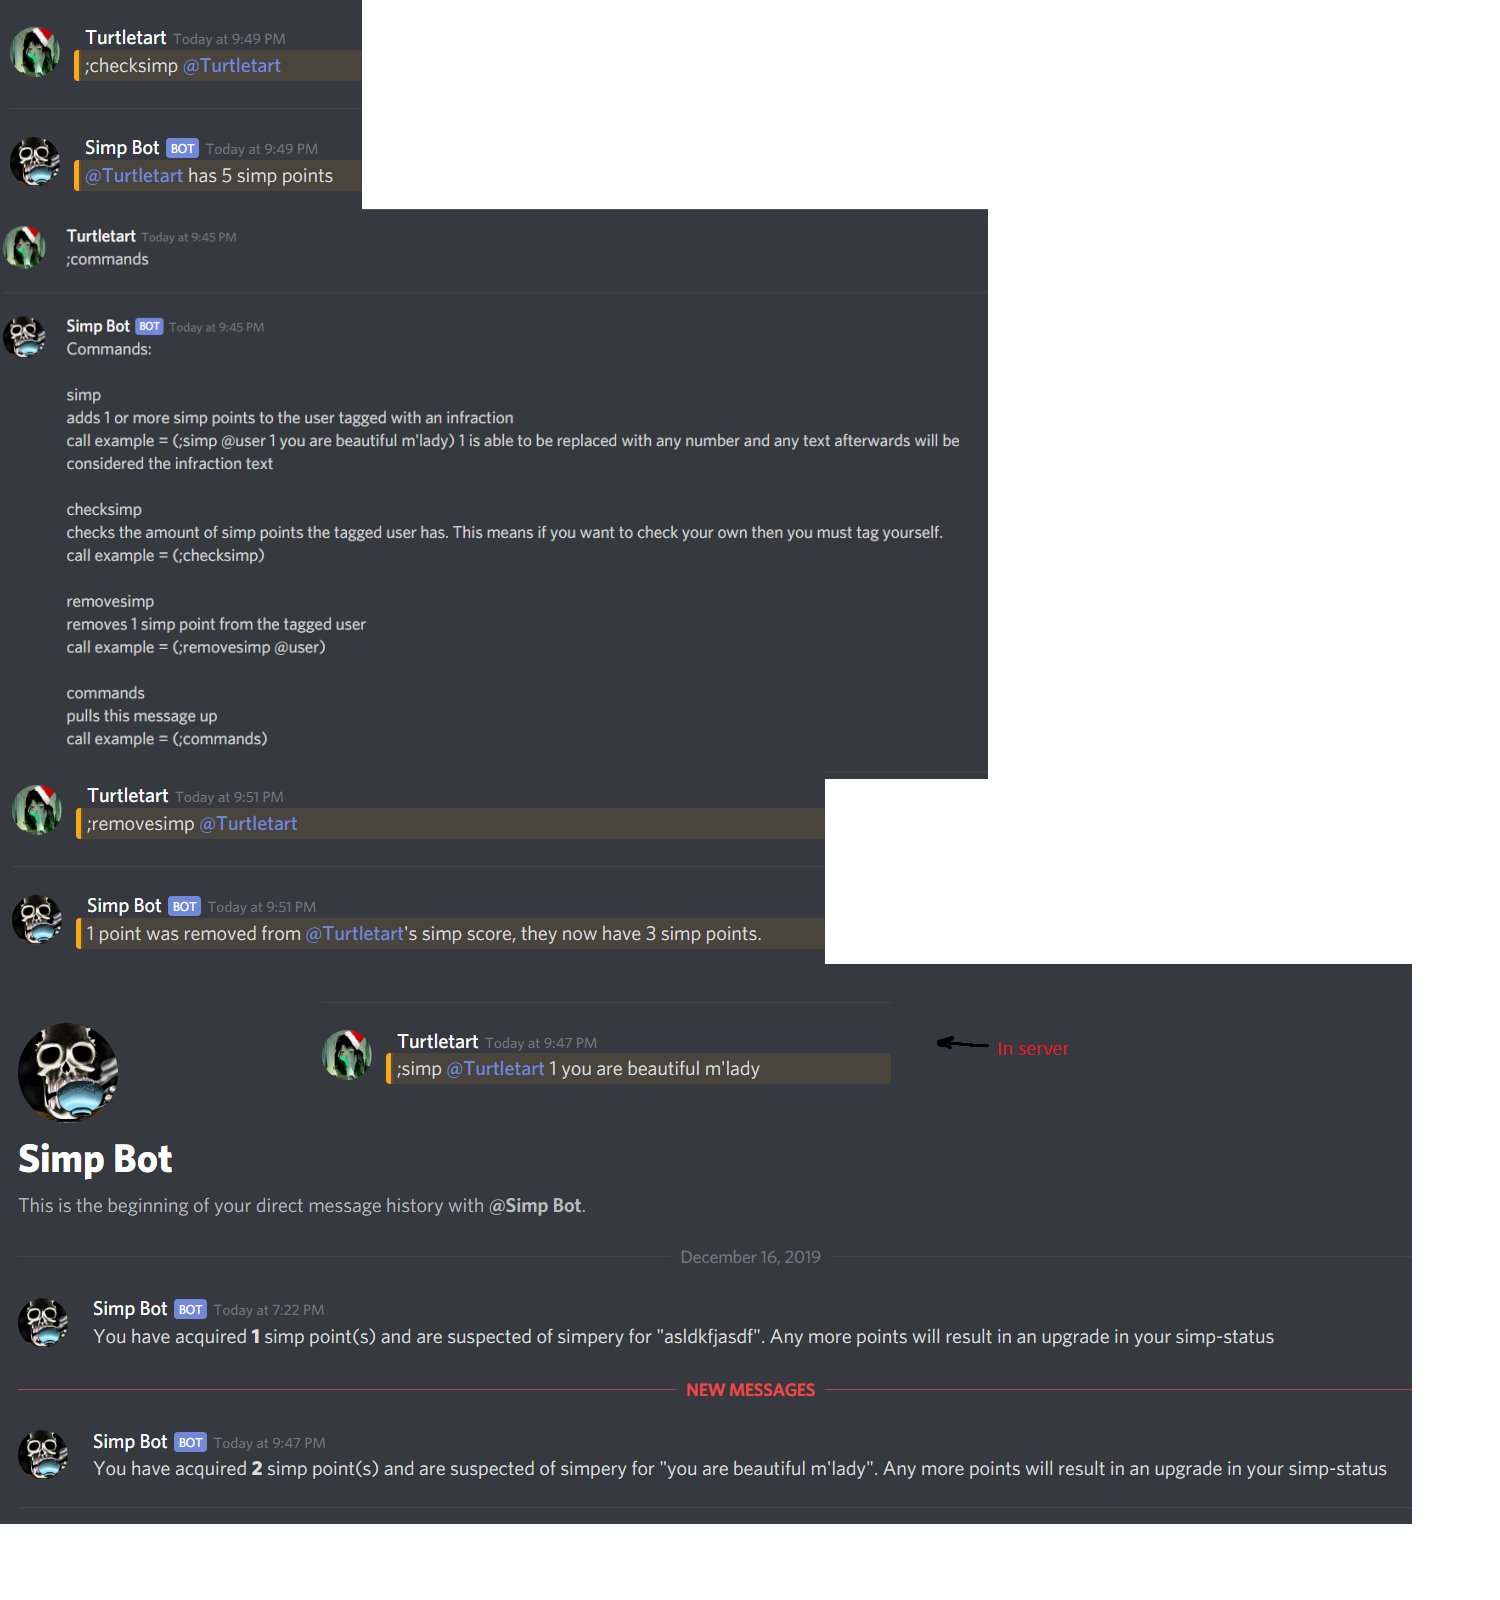 Turtletart Today at 9:49 PM
;checksimp @Turtletart
Simp Bot BOT Today at 9:49 PM
@Turtletart has 5 simp points
Turtletart Today at 9:45 PM
;commands
Simp Bot BOT Today at 9:45 PM
Commands:
simp
adds 1 or more simp points to the user tagged with an infraction
call example = (;simp @user 1 you are beautiful m'lady) 1 is able to be replaced with any number and any text afterwards will be
considered the infraction text
checksimp
checks the amount of simp points the tagged user has. This means if you want to check your own then you must tag yourself.
call example = (;checksimp)
removesimp
removes 1 simp point from the tagged user
call example = (;removesimp @user)
commands
pulls this message up
call example = (;commands)
Turtletart Today at 9:51 PM
;removesimp @Turtletart
Simp Bot BOT Today at 9:51 PM
1 point was removed from @Turtletart's simp score, they now have 3 simp points.
Turtletart Today at 9:47 PM
;simp @Turtletart 1 you are beautiful m'lady
In server
Simp Bot
This is the beginning of your direct message history with @Simp Bot.
December 16, 2019
Simp Bot BOT Today at 7:22 PM
You have acquired 1 simp point(s) and are suspected of simpery for "asldkfjasdf". Any more points will result in an upgrade in your simp-status
NEW MESSAGES
Simp Bot BOT Today at 9:47 PM
You have acquired 2 simp point(s) and are suspected of simpery for "you are beautiful m'lady". Any more points will result in an upgrade in your simp-status